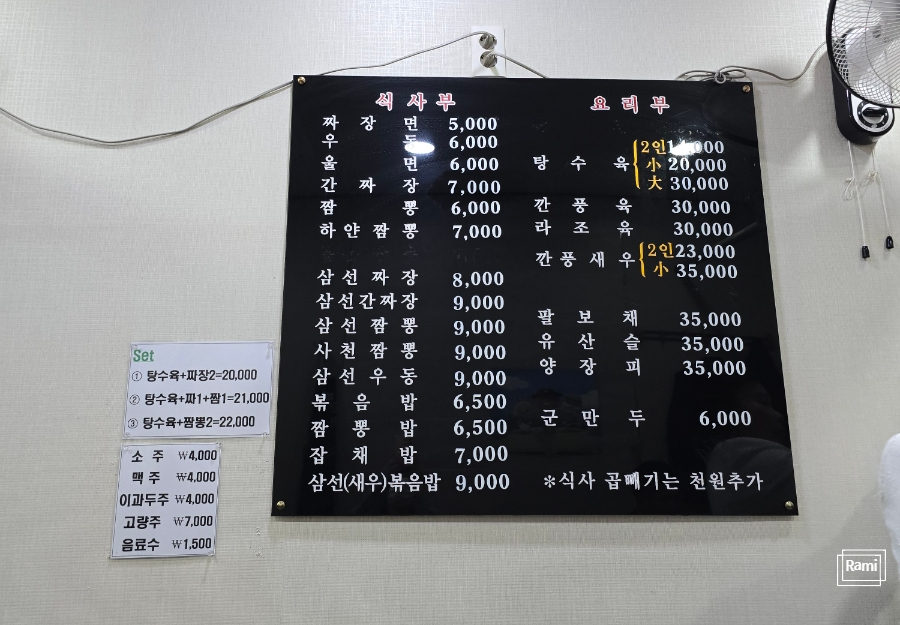 식사부
짜장면 5,000
우동 6,000
울면 6,000
간짜장 7,000
짬뽕 6,000
하얀짬뽕 7,000
삼선짜장 8,000
삼선간짜장 9,000
삼선짬뽕 9,000
사천짬뽕 9,000
삼선우동 9,000
볶음밥 6,500
짬뽕밥 6,500
잡채밥 7,000
삼선(새우)볶음밥 9,000
요리부
탕수육 2인
小 20,000
大 30,000
깐풍육 30,000
라조육 30,000
깐풍새우 2인 23,000
小 35,000
팔보채 35,000
유산슬 35,000
양장피 35,000
군만두 6,000
*식사 곱빼기는 천원추가
Set
① 탕수육+짜장2=20,000
② 탕수육+짜1+짬1=21,000
③ 탕수육+짬뽕2=22,000
소주 ₩4,000
맥주 ₩4,000
이과두주 ₩4,000
고량주 ₩7,000
음료수 ₩1,500
Rami